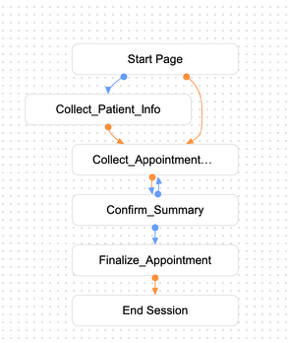 Start Page
Collect_Patient_Info
Collect_Appointment...
Confirm_Summary
Finalize_Appointment
End Session